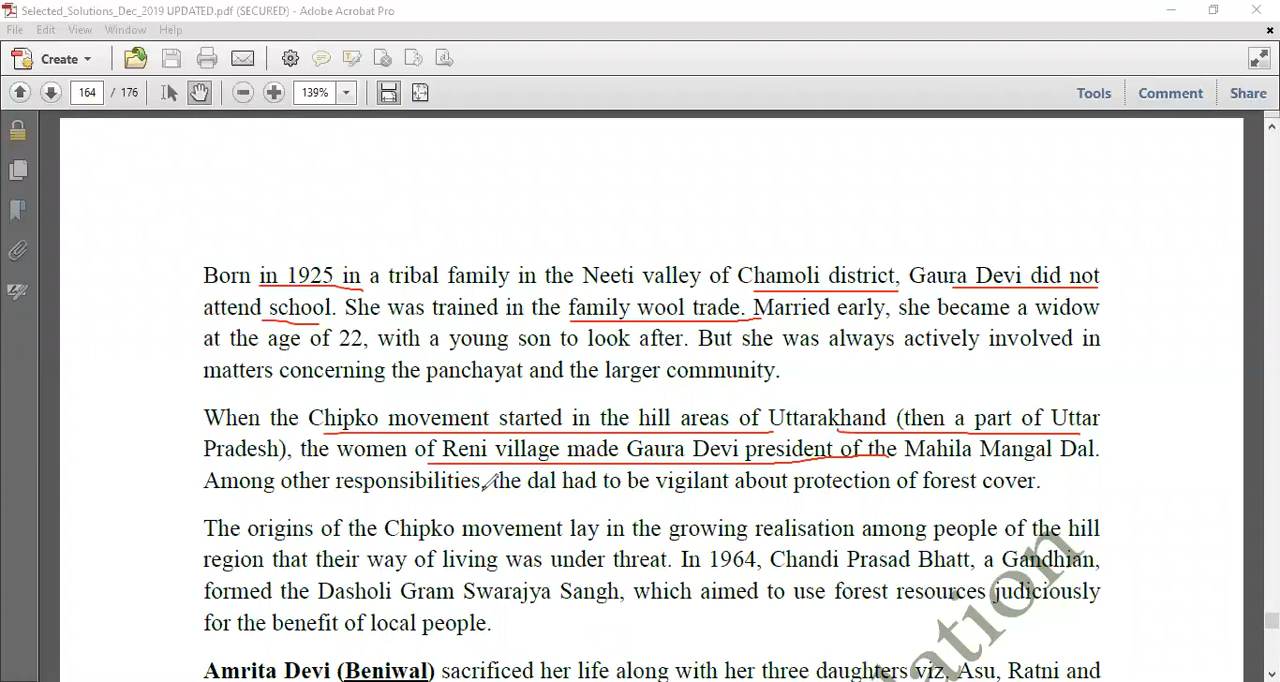 Selected_Solutions_Dec_2019 UPDATED.pdf (SECURED) - Adobe Acrobat Pro
File Edit View Window Help
Create
164 / 176 139% Tools Comment Share
Born in 1925 in a tribal family in the Neeti valley of Chamoli district, Gaura Devi did not
attend school. She was trained in the family wool trade. Married early, she became a widow
at the age of 22, with a young son to look after. But she was always actively involved in
matters concerning the panchayat and the larger community.
When the Chipko movement started in the hill areas of Uttarakhand (then a part of Uttar
Pradesh), the women of Reni village made Gaura Devi president of the Mahila Mangal Dal.
Among other responsibilities, the dal had to be vigilant about protection of forest cover.
The origins of the Chipko movement lay in the growing realisation among people of the hill
region that their way of living was under threat. In 1964, Chandi Prasad Bhatt, a Gandhian,
formed the Dasholi Gram Swarajya Sangh, which aimed to use forest resources judiciously
for the benefit of local people.
Amrita Devi (Beniwal) sacrificed her life along with her three daughters viz. Asu, Ratni and